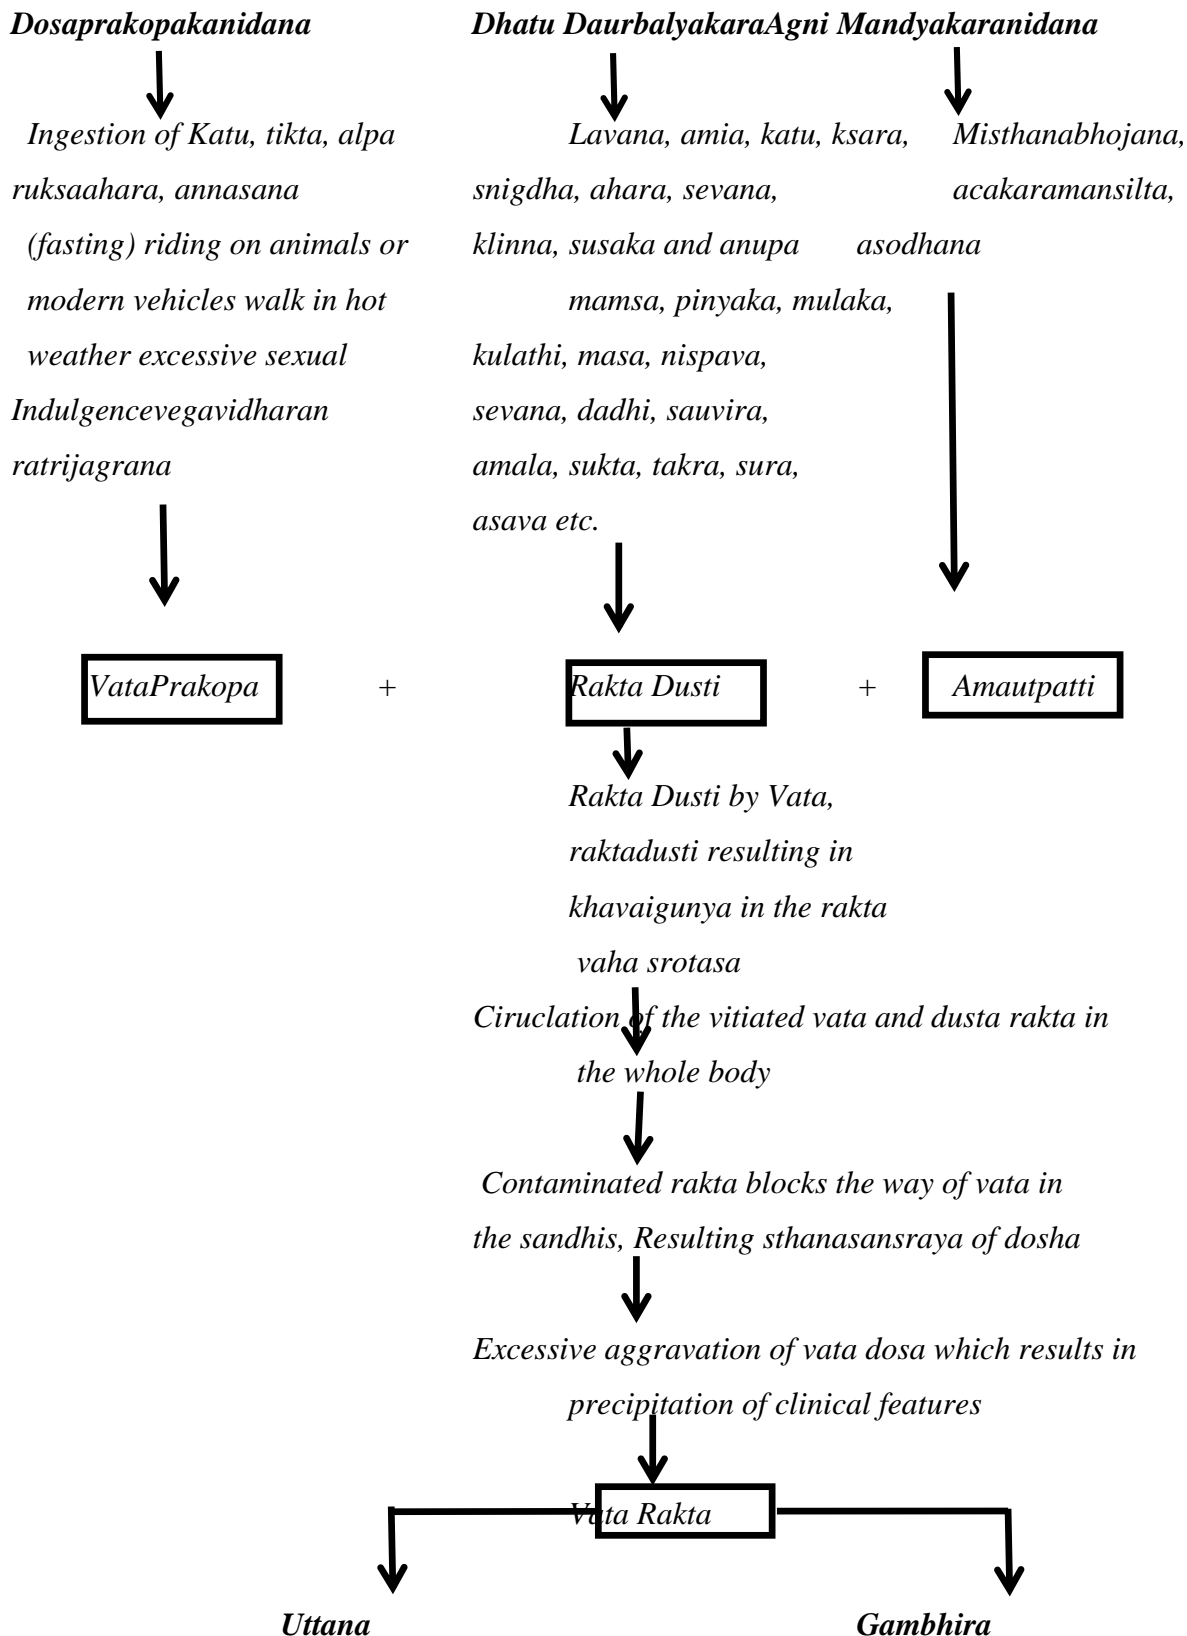 Dosaprakopakanidana
Dhatu DaurbalyakaraAgni Mandyakaranidana
Ingestion of Katu, tikta, alpa
ruksaahara, annasana
(fasting) riding on animals or
modern vehicles walk in hot
weather excessive sexual
Indulgencevegavidharan
ratrijagrana
Lavana, amia, katu, ksara,
snigdha, ahara, sevana,
klinna, susaka and anupa
mamsa, pinyaka, mulaka,
kulathi, masa, nispava,
sevana, dadhi, sauvira,
amala, sukta, takra, sura,
asava etc.
Misthanabhojana,
acakaramansilta,
asodhana
VataPrakopa + Rakta Dusti + Amautpatti
Rakta Dusti by Vata,
raktadusti resulting in
khavaigunya in the rakta
vaha srotasa
Ciruclation of the vitiated vata and dusta rakta in
the whole body
Contaminated rakta blocks the way of vata in
the sandhis, Resulting sthanasansraya of dosha
Excessive aggravation of vata dosa which results in
precipitation of clinical features
Vata Rakta
Uttana
Gambhira